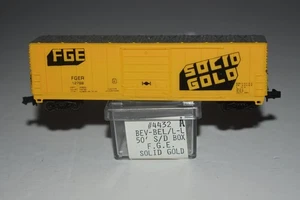 FGE
SOLID
GOLD
FGER
#4432 R
BEV-BEL/L-L
50' S/D BOX
F.G.E.
SOLID GOLD